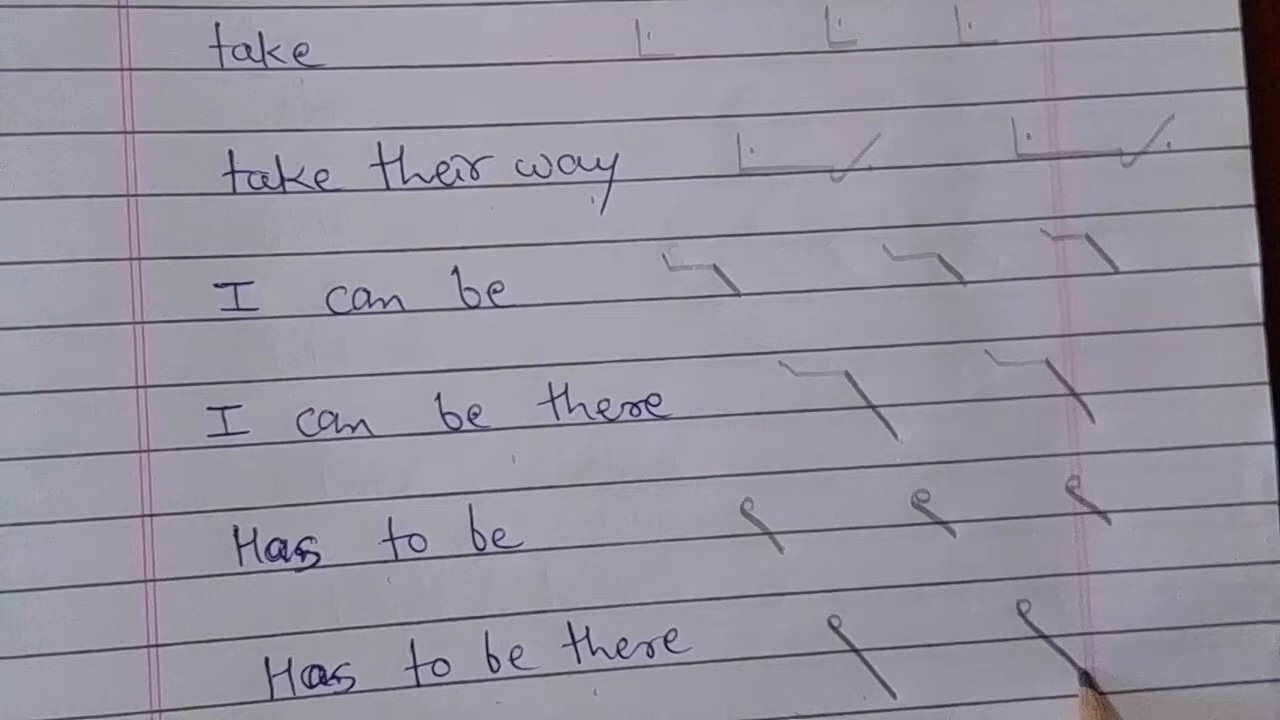 take
take their way
I can be
I can be there
Has to be
Has to be there